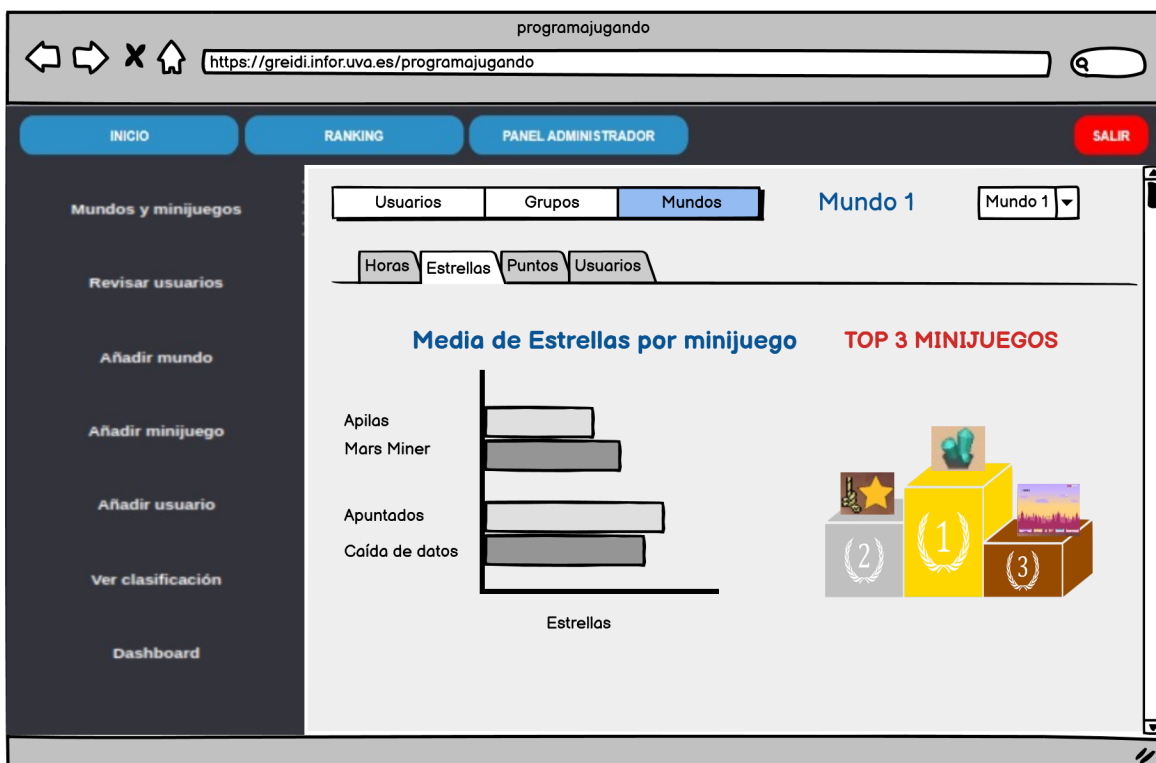 programajugando
https://greidi.infor.uva.es/programajugando
INICIO
RANKING
PANEL ADMINISTRADOR
SALIR
Mundos y minijuegos
Revisar usuarios
Añadir mundo
Añadir minijuego
Añadir usuario
Ver clasificación
Dashboard
Usuarios
Grupos
Mundos
Mundo 1
Mundo 1
Horas
Estrellas
Puntos
Usuarios
Media de Estrellas por minijuego
TOP 3 MINIJUEGOS
Apilas
Mars Miner
Apuntados
Caída de datos
Estrellas
2
1
3